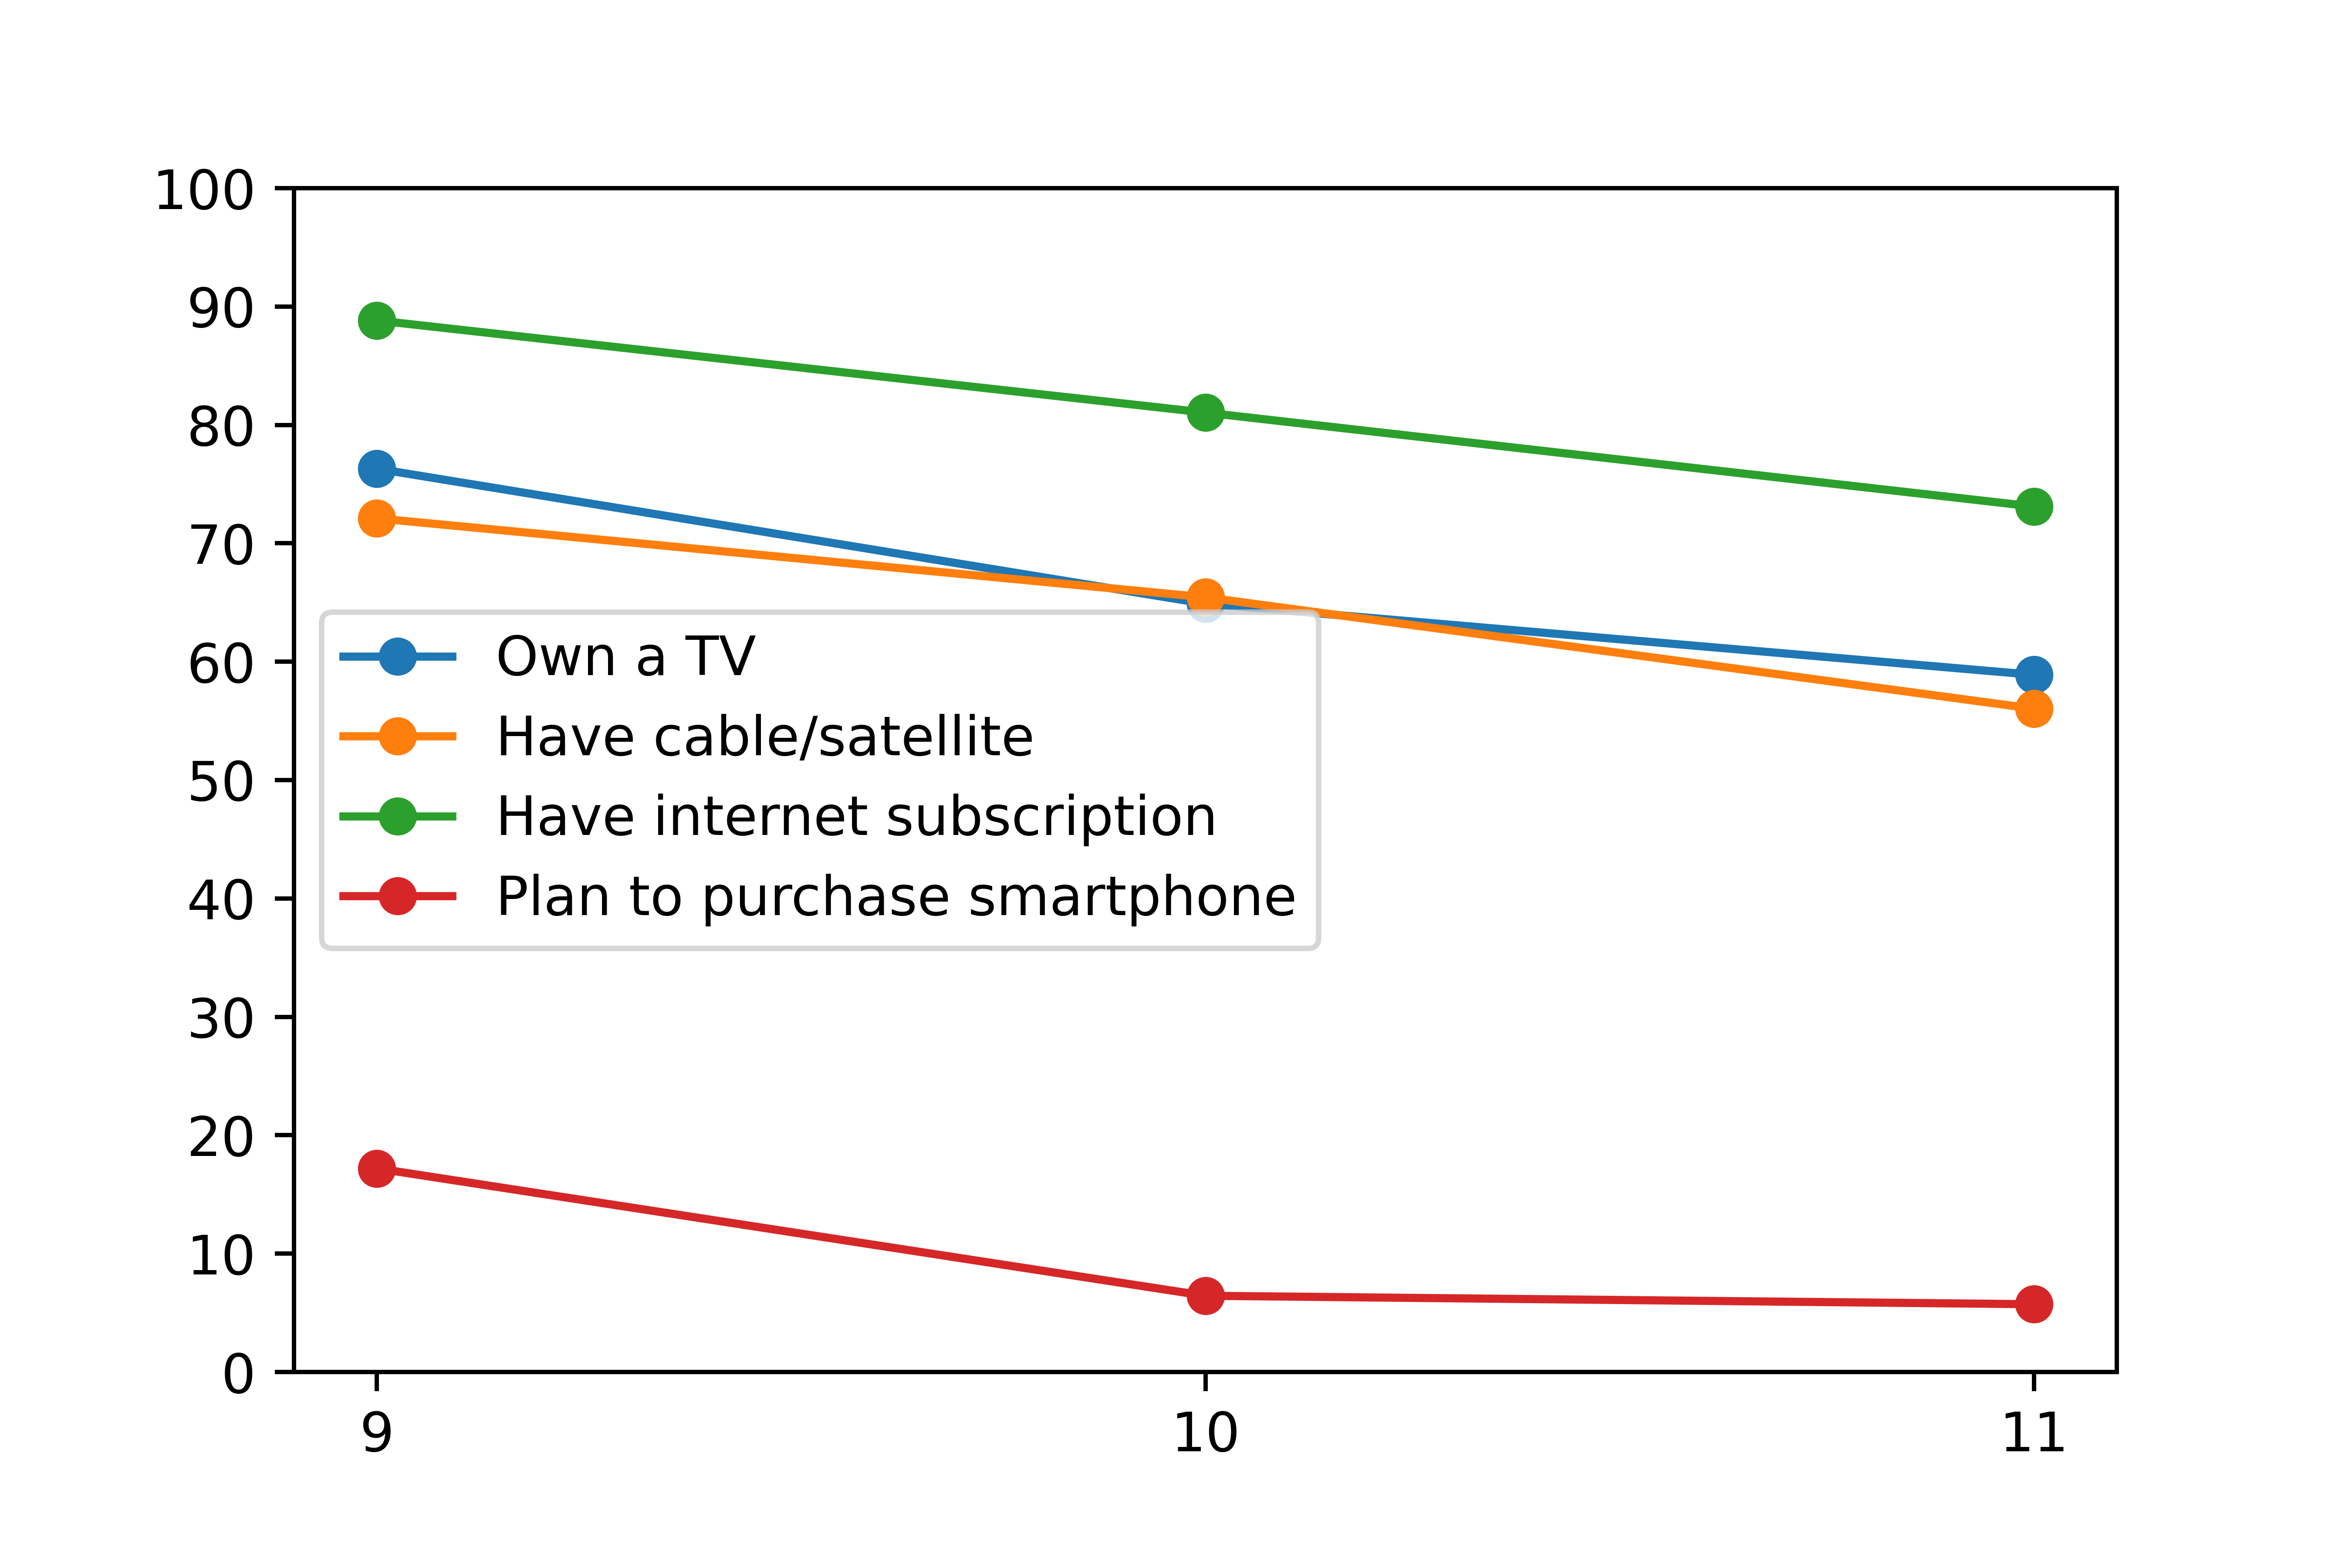 100
90
80
70
60
50
40
30
20
10
0
Own a TV
Have cable/satellite
Have internet subscription
Plan to purchase smartphone
9 10 11